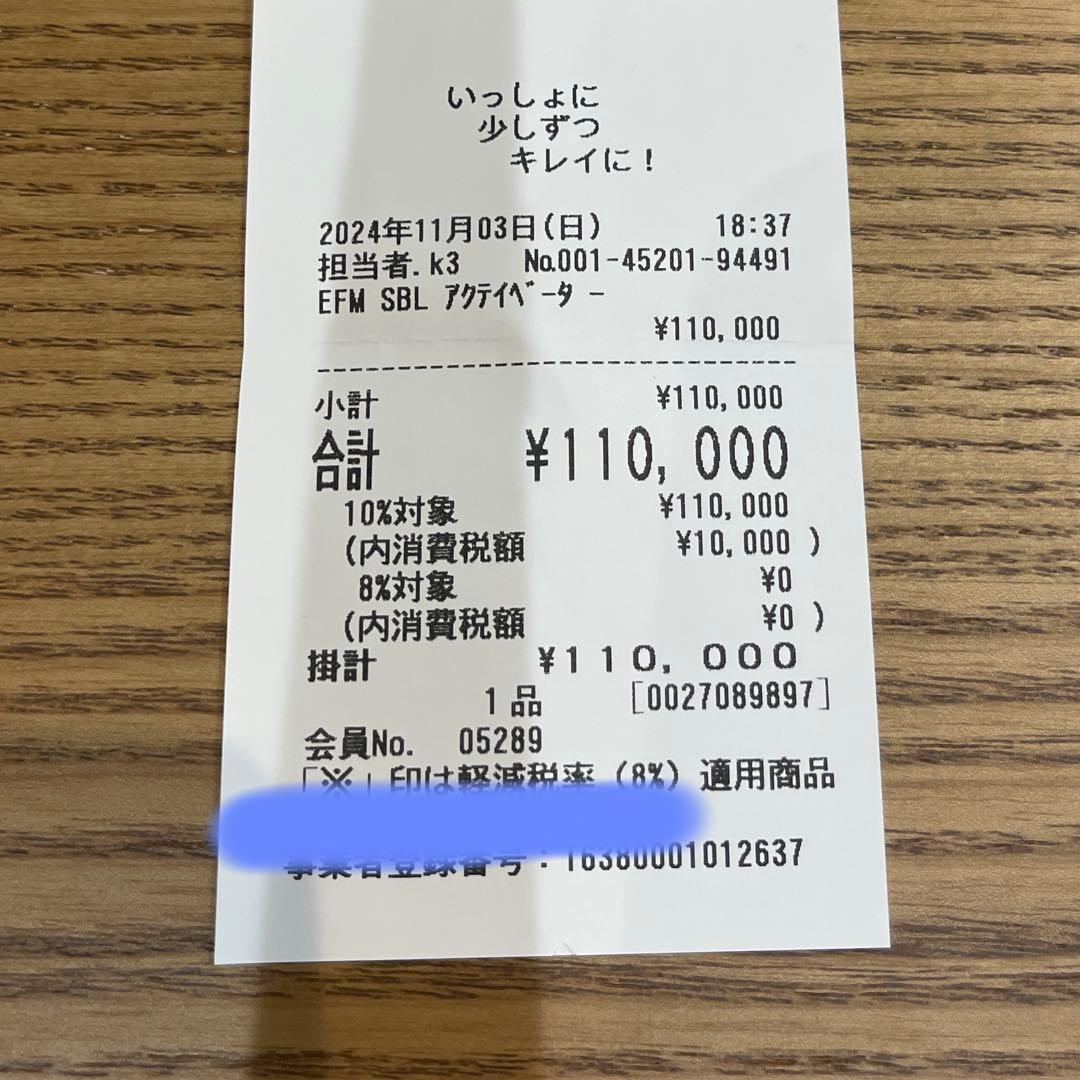 いっしょに
少しずつ
キレイに！
2024年11月03日(日) 18:37
担当者.k3 No.001-45201-94491
EFM SBL ｱｸﾃｲﾍﾞｰﾀ -
¥110,000
小計 ¥110,000
合計 ¥110,000
10%対象 ¥110,000
(内消費税額 ¥10,000 )
8%対象 ¥0
(内消費税額 ¥0 )
掛計 ¥110,000
1品 [0027089897]
会員No. 05289
「※」印は軽減税率(8%)適用商品
事業者登録番号：T6380001012637